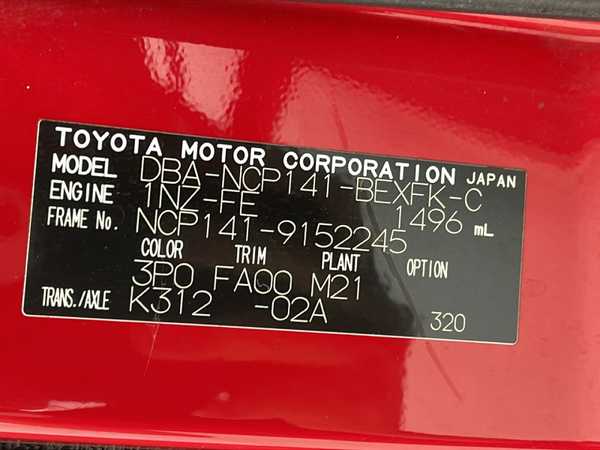 TOYOTA MOTOR CORPORATION JAPAN
MODEL DBA-NCP141-BEXFK-C
ENGINE 1NZ-FE 1496 mL
FRAME No. NCP141-9152245
COLOR TRIM PLANT OPTION
3P0 FA00 M21
TRANS./AXLE K312 -02A 320